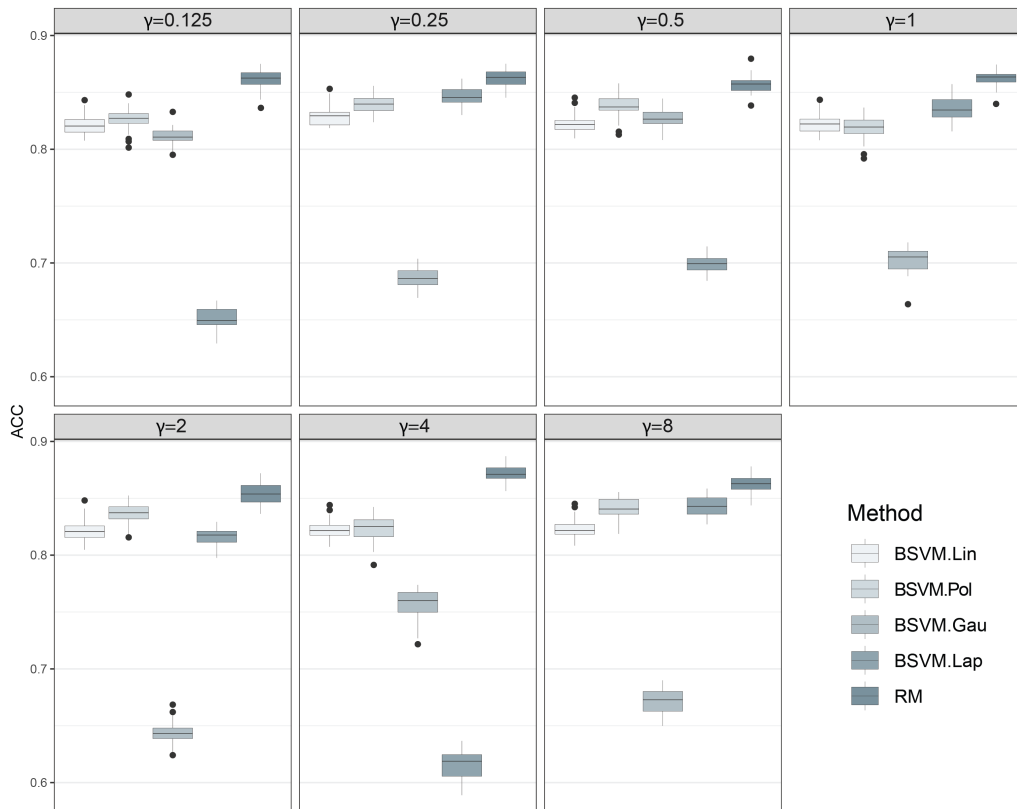 γ=0.125
γ=0.25
γ=0.5
γ=1
0.9
0.8
0.7
0.6
ACC
γ=2
γ=4
γ=8
0.9
0.8
0.7
0.6
Method
BSVM.Lin
BSVM.Pol
BSVM.Gau
BSVM.Lap
RM